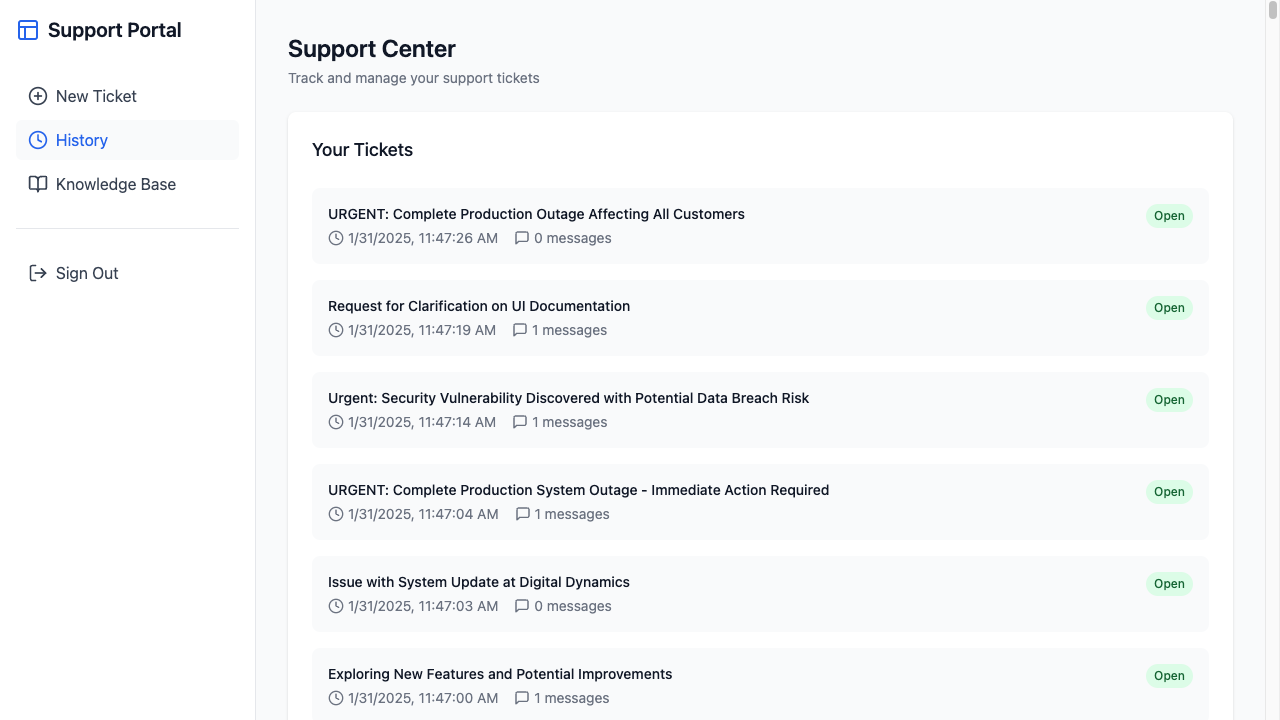 Support Portal
New Ticket
History
Knowledge Base
Sign Out
Support Center
Track and manage your support tickets
Your Tickets
URGENT: Complete Production Outage Affecting All Customers
Open
1/31/2025, 11:47:26 AM 0 messages
Request for Clarification on UI Documentation
Open
1/31/2025, 11:47:19 AM 1 messages
Urgent: Security Vulnerability Discovered with Potential Data Breach Risk
Open
1/31/2025, 11:47:14 AM 1 messages
URGENT: Complete Production System Outage - Immediate Action Required
Open
1/31/2025, 11:47:04 AM 1 messages
Issue with System Update at Digital Dynamics
Open
1/31/2025, 11:47:03 AM 0 messages
Exploring New Features and Potential Improvements
Open
1/31/2025, 11:47:00 AM 1 messages